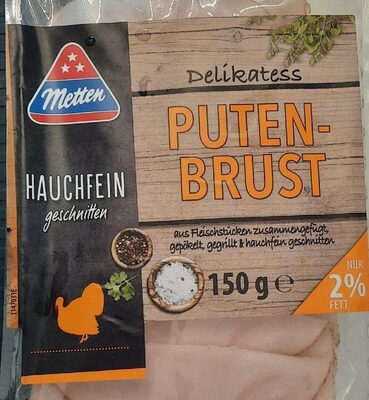 Metten
HAUCHFEIN
geschnitten
Delikatess
PUTEN-
BRUST
aus Fleischstücken zusammengefügt,
gepökelt, gegrillt & hauchfein geschnitten
150 g ℮
NUR
2%
FETT